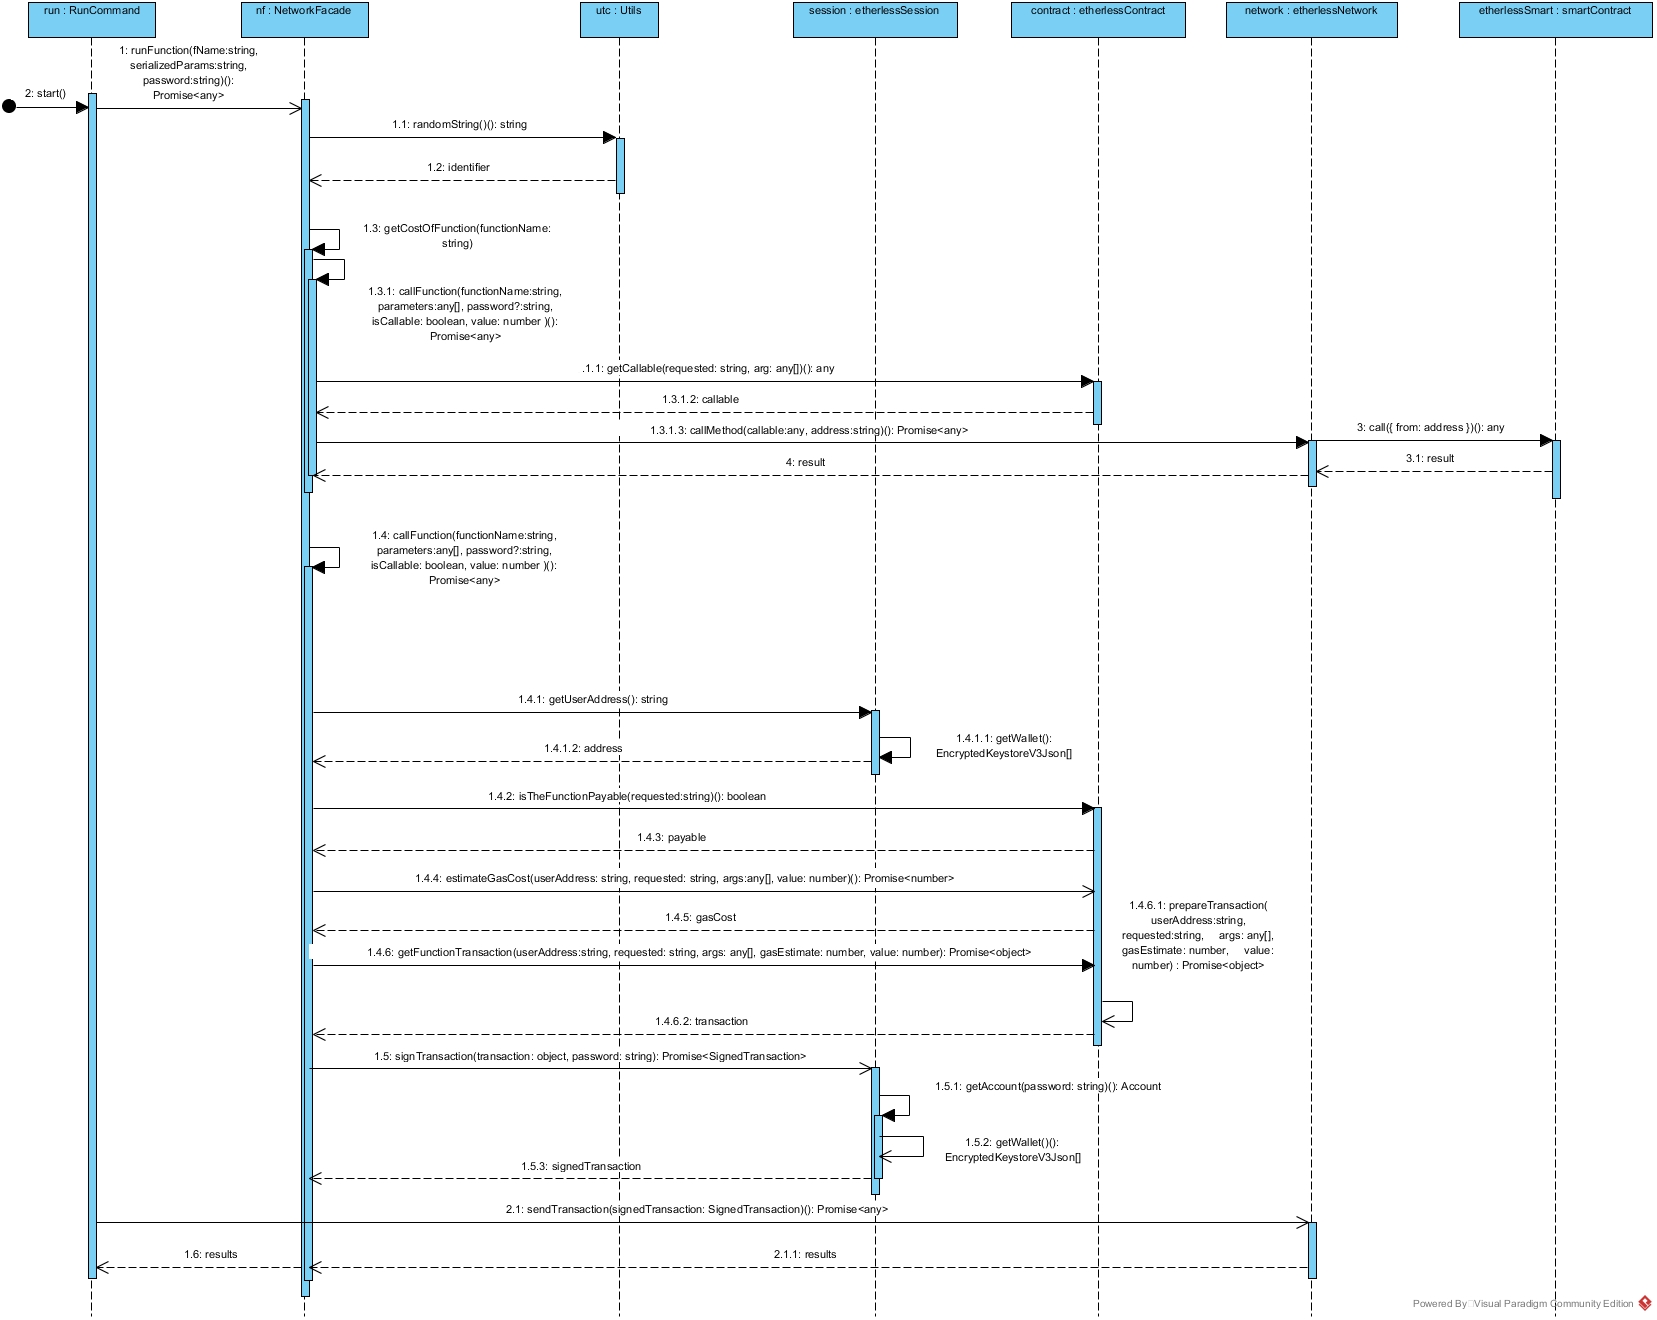 run : RunCommand
nf : NetworkFacade
utc : Utils
session : etherlessSession
contract : etherlessContract
network : etherlessNetwork
etherlessSmart : smartContract
1: runFunction(fName:string,
serializedParams:string,
password:string)():
Promise<any>
2: start()
1.1: randomString()(): string
1.2: identifier
1.3: getCostOfFunction(functionName:
string)
1.3.1: callFunction(functionName:string,
parameters:any[], password?:string,
isCallable: boolean, value: number )():
Promise<any>
.1.1: getCallable(requested: string, arg: any[])(): any
1.3.1.2: callable
1.3.1.3: callMethod(callable:any, address:string)(): Promise<any>
3: call({ from: address })(): any
4: result
3.1: result
1.4: callFunction(functionName:string,
parameters:any[], password?:string,
isCallable: boolean, value: number )():
Promise<any>
1.4.1: getUserAddress(): string
1.4.1.1: getWallet():
EncryptedKeystoreV3Json[]
1.4.1.2: address
1.4.2: isTheFunctionPayable(requested:string)(): boolean
1.4.3: payable
1.4.4: estimateGasCost(userAddress: string, requested: string, args:any[], value: number)(): Promise<number>
1.4.5: gasCost
1.4.6.1: prepareTransaction(
userAddress:string,
requested:string, args: any[],
gasEstimate: number, value:
number) : Promise<object>
1.4.6: getFunctionTransaction(userAddress:string, requested: string, args: any[], gasEstimate: number, value: number): Promise<object>
1.4.6.2: transaction
1.5: signTransaction(transaction: object, password: string): Promise<SignedTransaction>
1.5.1: getAccount(password: string)(): Account
1.5.2: getWallet()():
EncryptedKeystoreV3Json[]
1.5.3: signedTransaction
2.1: sendTransaction(signedTransaction: SignedTransaction)(): Promise<any>
1.6: results
2.1.1: results
Powered By Visual Paradigm Community Edition